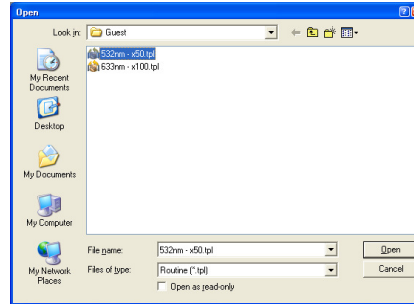 Open
Look in: Guest
532nm - x50.tpl
633nm - x100.tpl
My Recent
Documents
Desktop
My Documents
My Computer
My Network
Places
File name: 532nm - x50.tpl Open
Files of type: Routine (*.tpl) Cancel
Open as read-only